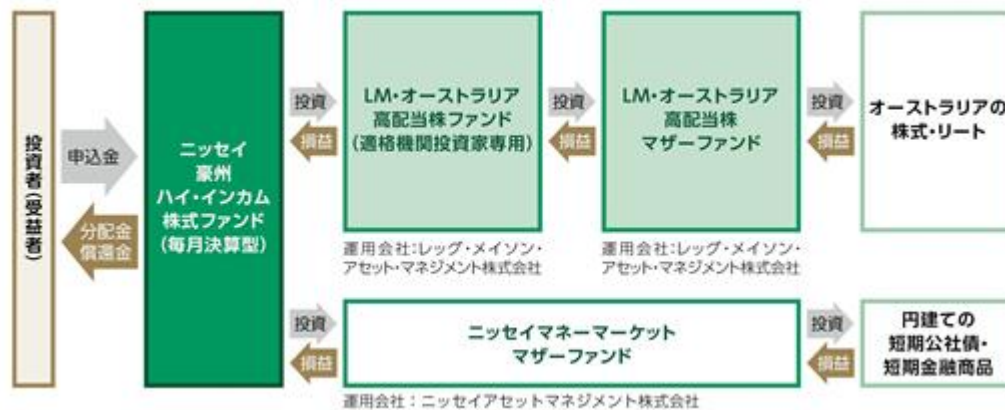 投資者(受益者)
申込金
分配金
償還金
ニッセイ
豪州
ハイ・インカム
株式ファンド
(毎月決算型)
投資
損益
LM・オーストラリア
高配当株ファンド
(適格機関投資家専用)
運用会社:レッグ・メイソン・
アセット・マネジメント株式会社
投資
損益
LM・オーストラリア
高配当株
マザーファンド
運用会社:レッグ・メイソン・
アセット・マネジメント株式会社
投資
損益
オーストラリアの
株式・リート
投資
損益
ニッセイマネーマーケット
マザーファンド
運用会社:ニッセイアセットマネジメント株式会社
投資
損益
円建ての
短期公社債・
短期金融商品